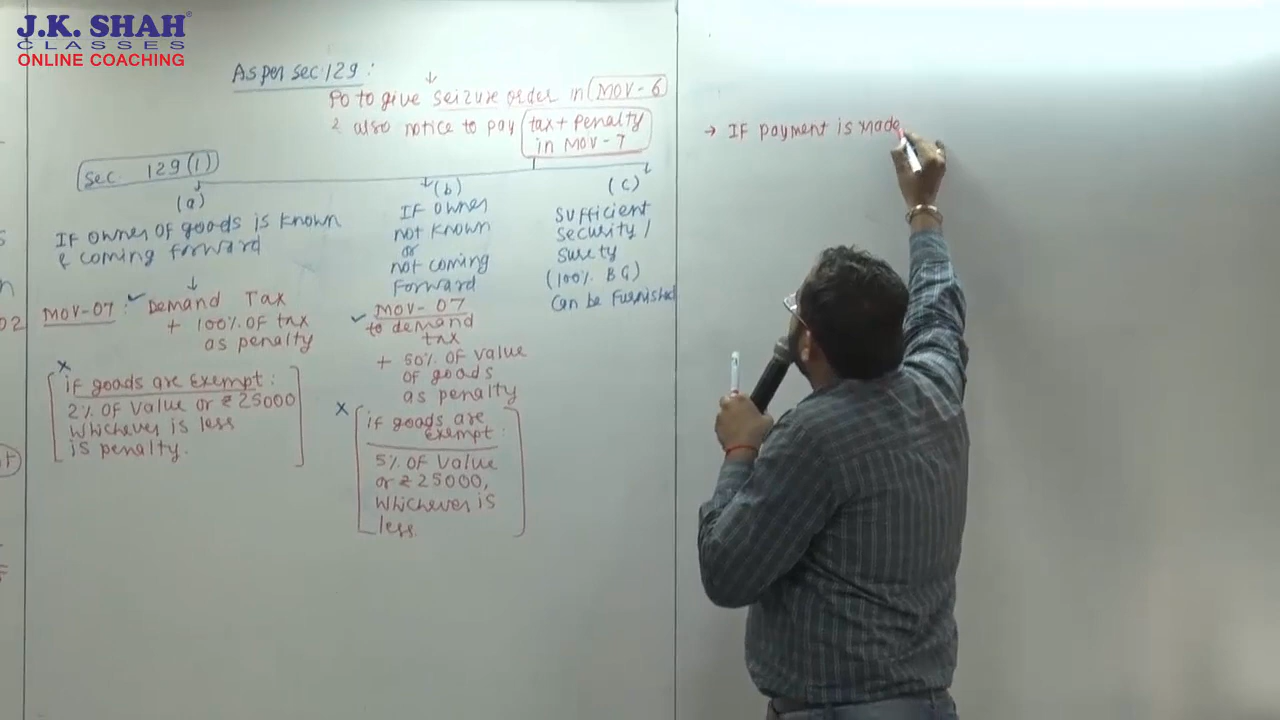 J.K. SHAH®
CLASSES
ONLINE COACHING
As per sec. 129 :
PO to give seizure order in MOV-6
& also notice to pay tax + penalty
in MOV-7
Sec. 129(1)
(a)
If owner of goods is known
& coming forward
MOV-07 : ✓ Demand Tax
+ 100% of tax
as penalty
x
if goods are exempt :
2% of value or ₹25000
whichever is less
is penalty.
(b)
If owner
not known
or
not coming
forward
✓ MOV-07
to demand
tax
+ 50% of value
of goods
as penalty
x
if goods are
exempt :
5% of value
or ₹25000,
whichever is
less.
(c)
sufficient
security/
surety
(100% BG)
can be furnished
→ If payment is made
02